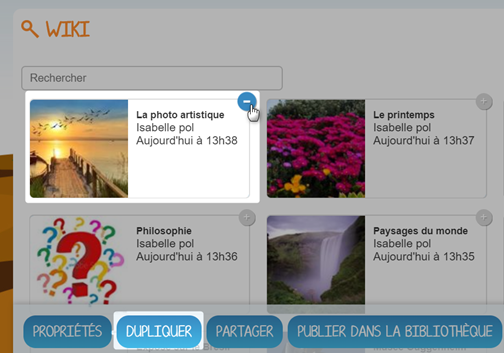 WIKI
Rechercher
La photo artistique
Isabelle pol
Aujourd'hui à 13h38
Le printemps
Isabelle pol
Aujourd'hui à 13h37
Philosophie
Isabelle pol
Aujourd'hui à 13h36
Paysages du monde
Isabelle pol
Aujourd'hui à 13h35
PROPRIÉTÉS
DUPLIQUER
PARTAGER
PUBLIER DANS LA BIBLIOTHÈQUE